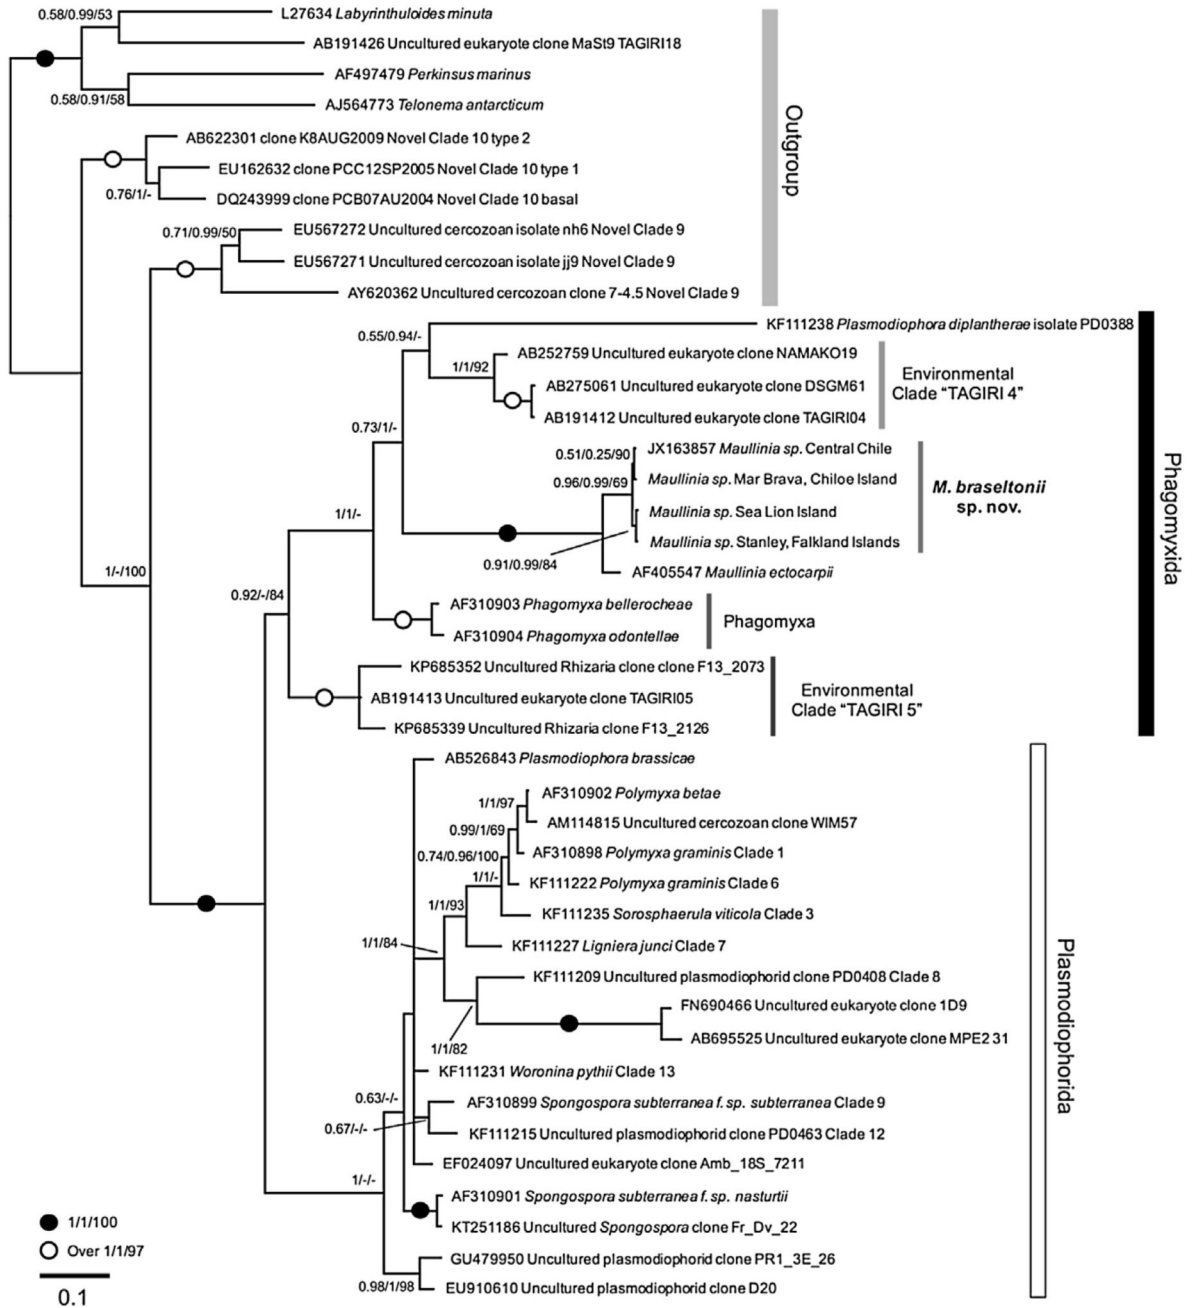 0.58/0.99/53
L27634 Labyrinthuloides minuta
AB191426 Uncultured eukaryote clone MaSt9 TAGIRI18
AF497479 Perkinsus marinus
0.58/0.91/58
AJ564773 Telonema antarcticum
Outgroup
AB622301 clone K8AUG2009 Novel Clade 10 type 2
EU162632 clone PCC12SP2005 Novel Clade 10 type 1
0.76/1/-
DQ243999 clone PCB07AU2004 Novel Clade 10 basal
0.71/0.99/50
EU567272 Uncultured cercozoan isolate nh6 Novel Clade 9
EU567271 Uncultured cercozoan isolate jj9 Novel Clade 9
AY620362 Uncultured cercozoan clone 7-4.5 Novel Clade 9
KF111238 Plasmodiophora diplantherae isolate PD0388
0.55/0.94/-
AB252759 Uncultured eukaryote clone NAMAKO19
1/1/92
AB275061 Uncultured eukaryote clone DSGM61
AB191412 Uncultured eukaryote clone TAGIRI04
Environmental
Clade “TAGIRI 4”
0.73/1/-
0.51/0.25/90
JX163857 Maullinia sp. Central Chile
0.96/0.99/69
Maullinia sp. Mar Brava, Chiloe Island
Maullinia sp. Sea Lion Island
Maullinia sp. Stanley, Falkland Islands
0.91/0.99/84
AF405547 Maullinia ectocarpii
M. braseltonii
sp. nov.
Phagomyxida
1/1/-
1/-/100
0.92/-/84
AF310903 Phagomyxa bellerocheae
AF310904 Phagomyxa odontellae
Phagomyxa
KP685352 Uncultured Rhizaria clone clone F13_2073
AB191413 Uncultured eukaryote clone TAGIRI05
KP685339 Uncultured Rhizaria clone F13_2126
Environmental
Clade “TAGIRI 5”
AB526843 Plasmodiophora brassicae
AF310902 Polymyxa betae
1/1/97
AM114815 Uncultured cercozoan clone WIM57
0.99/1/69
AF310898 Polymyxa graminis Clade 1
0.74/0.96/100
KF111222 Polymyxa graminis Clade 6
1/1/-
KF111235 Sorosphaerula viticola Clade 3
1/1/93
KF111227 Ligniera junci Clade 7
1/1/84
KF111209 Uncultured plasmodiophorid clone PD0408 Clade 8
FN690466 Uncultured eukaryote clone 1D9
AB695525 Uncultured eukaryote clone MPE2 31
1/1/82
Plasmodiophorida
KF111231 Woronina pythii Clade 13
0.63/-/-
AF310899 Spongospora subterranea f. sp. subterranea Clade 9
0.67/-/-
KF111215 Uncultured plasmodiophorid clone PD0463 Clade 12
EF024097 Uncultured eukaryote clone Amb_18S_7211
1/-/-
AF310901 Spongospora subterranea f. sp. nasturtii
KT251186 Uncultured Spongospora clone Fr_Dv_22
GU479950 Uncultured plasmodiophorid clone PR1_3E_26
0.98/1/98
EU910610 Uncultured plasmodiophorid clone D20
1/1/100
Over 1/1/97
0.1